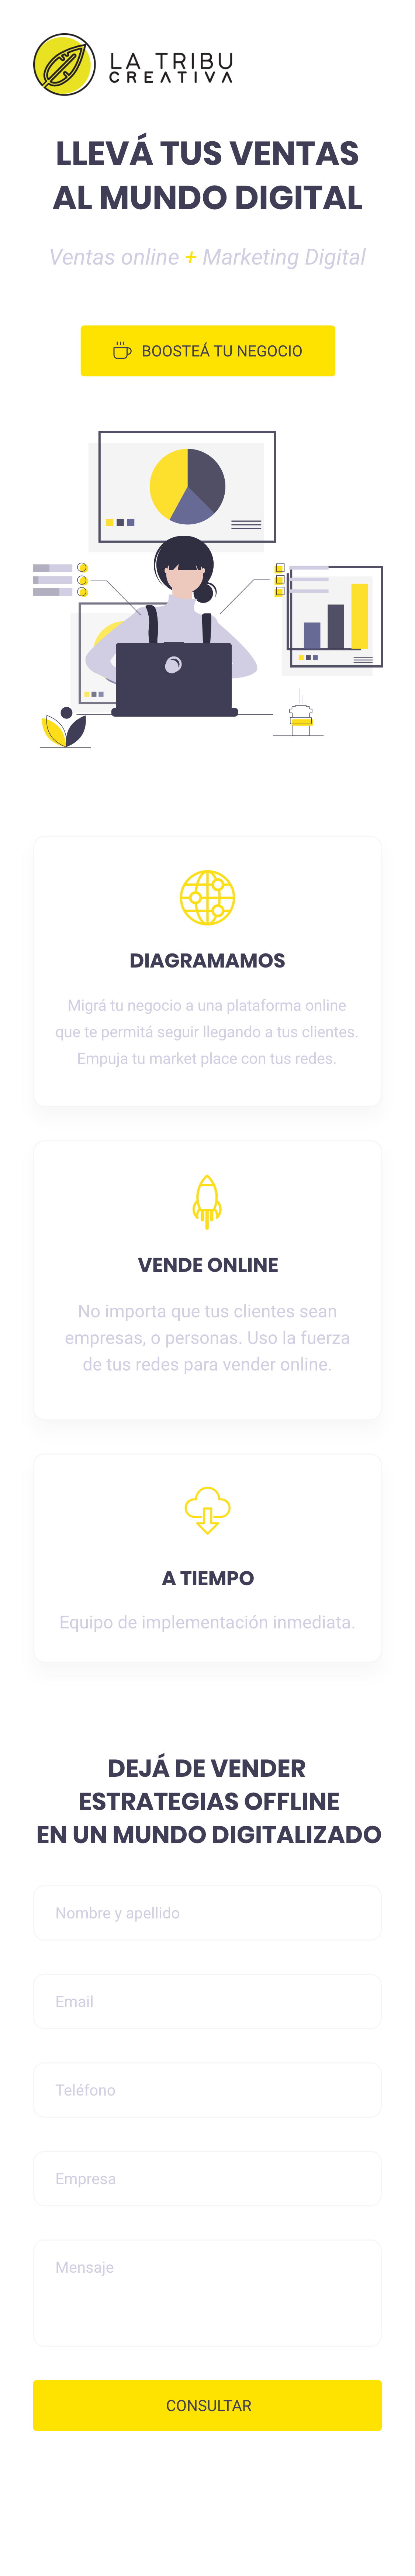 LA TRIBU
CREATIVA
LLEVÁ TUS VENTAS
AL MUNDO DIGITAL
Ventas online + Marketing Digital
BOOSTEÁ TU NEGOCIO
DIAGRAMAMOS
Migrá tu negocio a una plataforma online
que te permitá seguir llegando a tus clientes.
Empuja tu market place con tus redes.
VENDE ONLINE
No importa que tus clientes sean
empresas, o personas. Uso la fuerza
de tus redes para vender online.
A TIEMPO
Equipo de implementación inmediata.
DEJÁ DE VENDER
ESTRATEGIAS OFFLINE
EN UN MUNDO DIGITALIZADO
Nombre y apellido
Email
Teléfono
Empresa
Mensaje
CONSULTAR